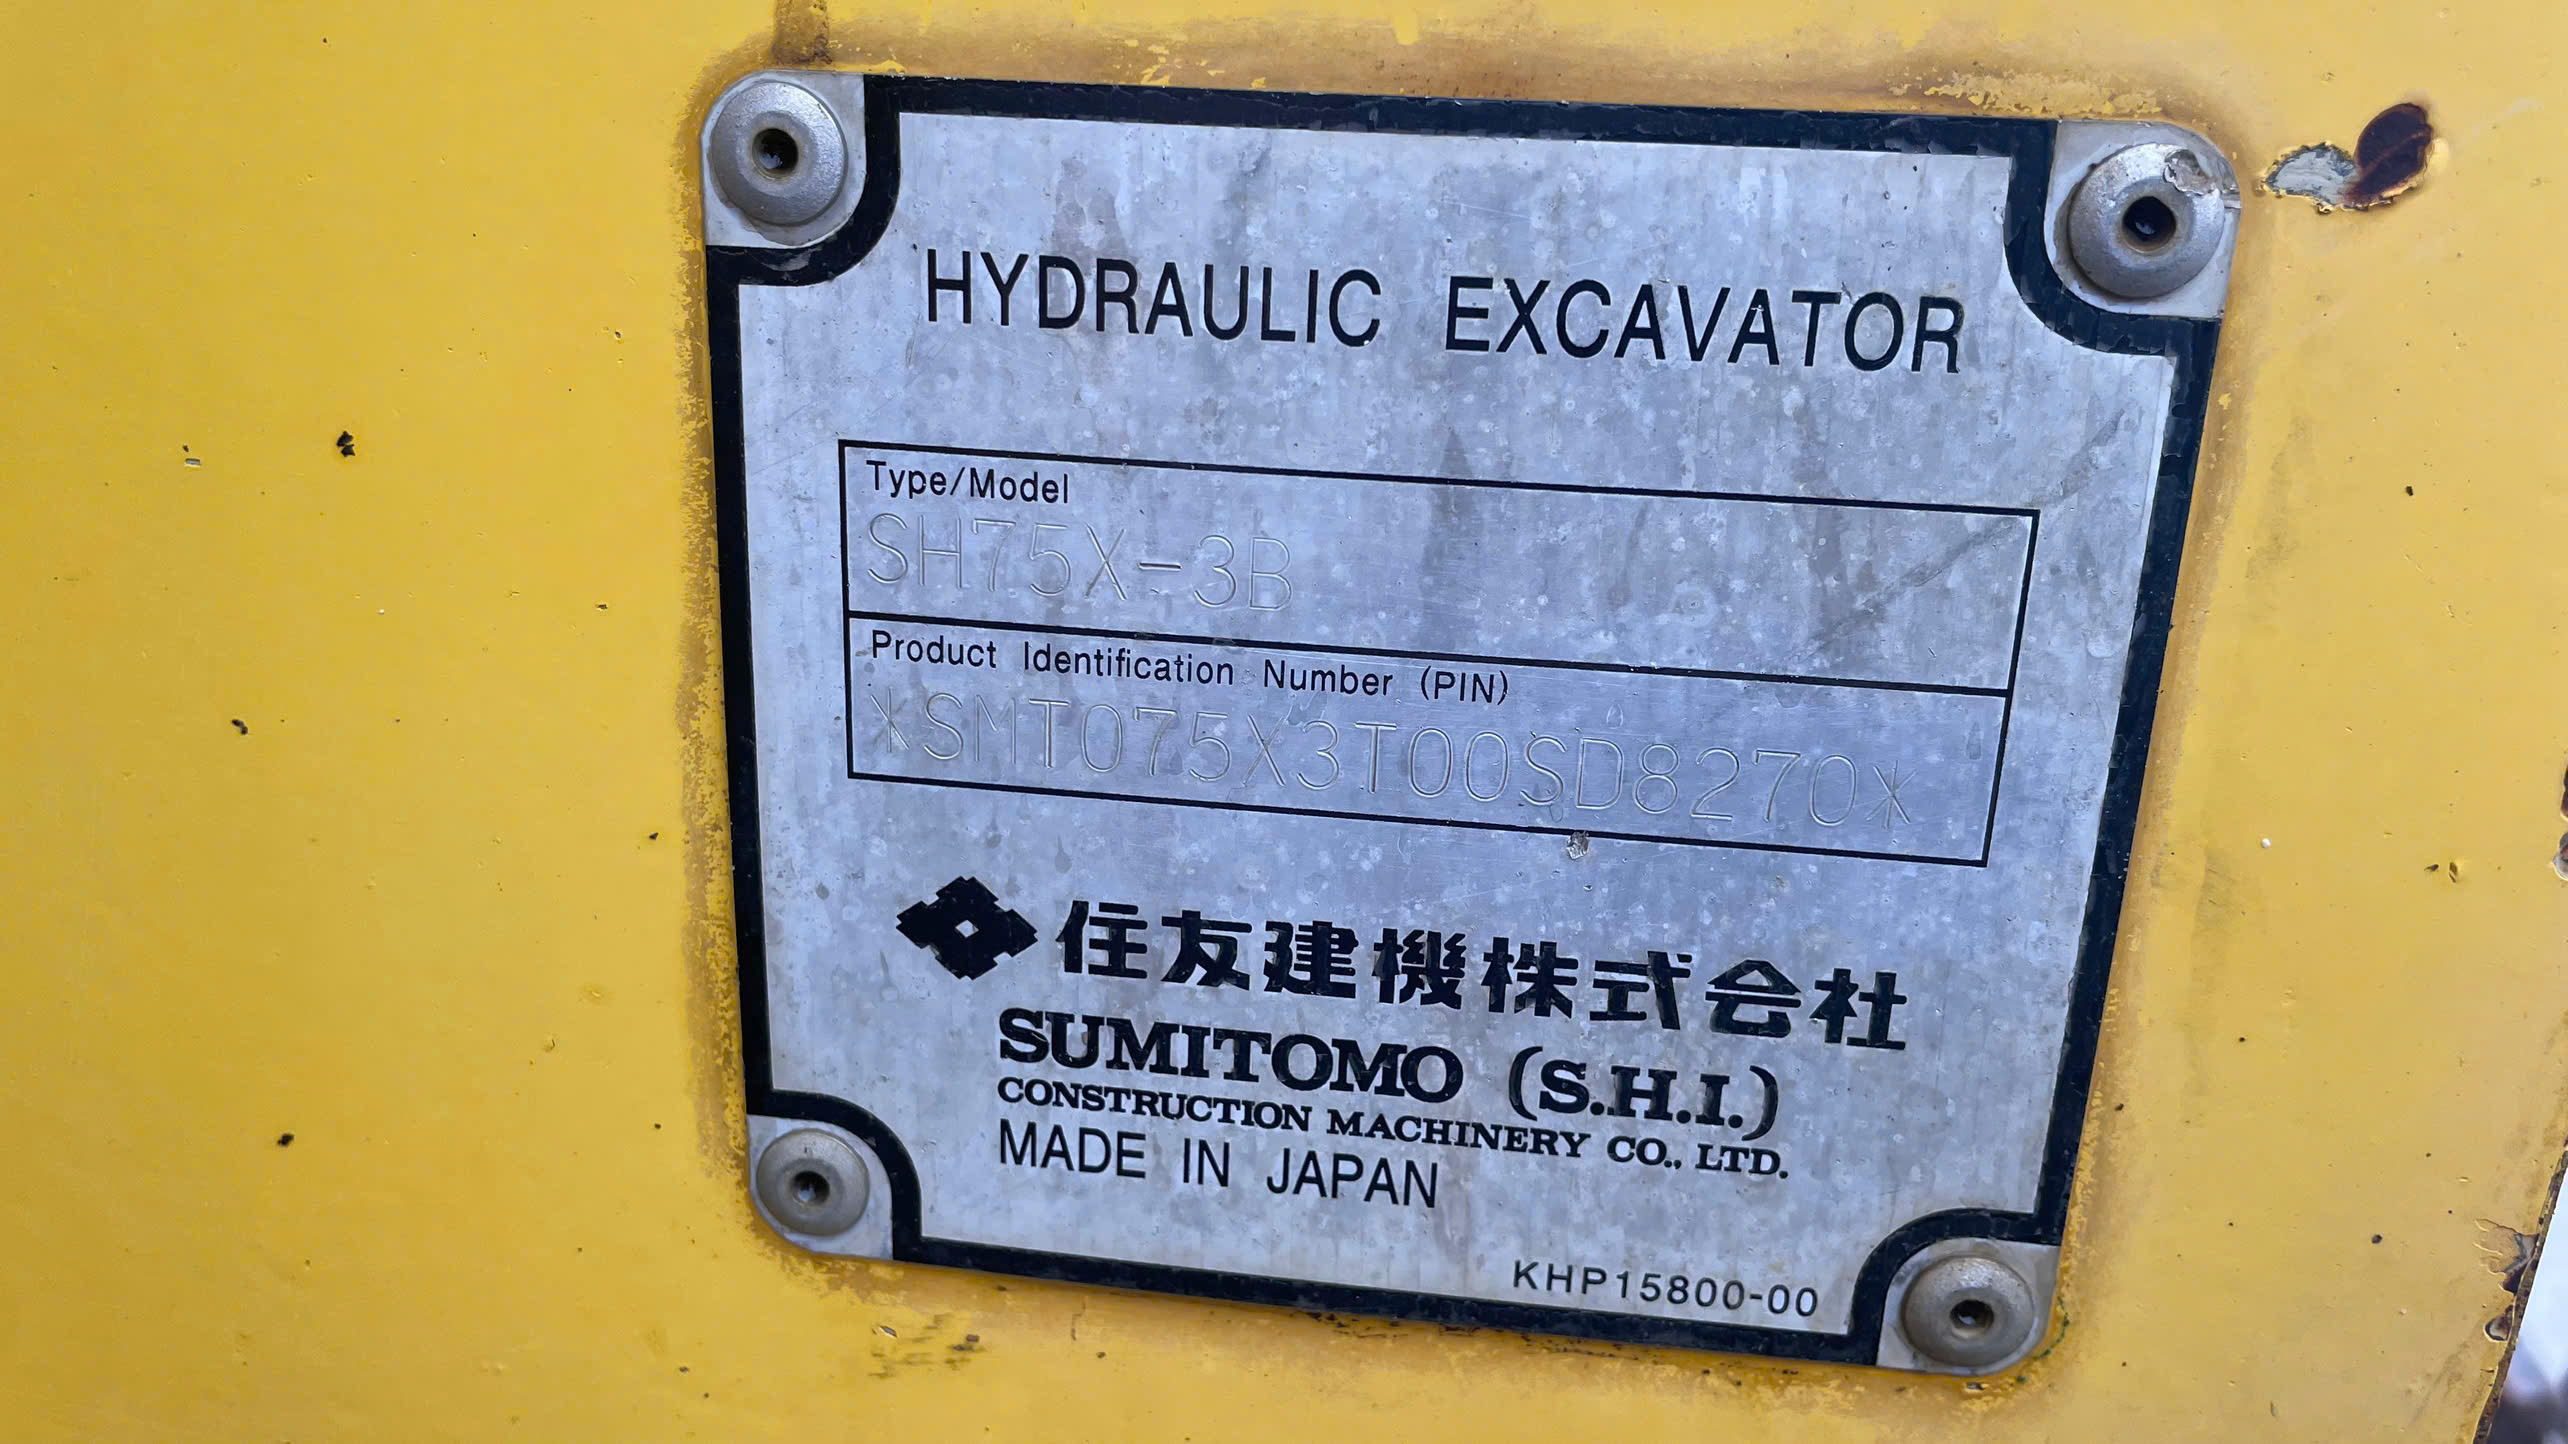 HYDRAULIC EXCAVATOR
Type/Model
SH75X-3B
Product Identification Number (PIN)
*SMT075X3T00SD8270*
住友建機株式会社
SUMITOMO (S.H.I.)
CONSTRUCTION MACHINERY CO., LTD.
MADE IN JAPAN
KHP15800-00